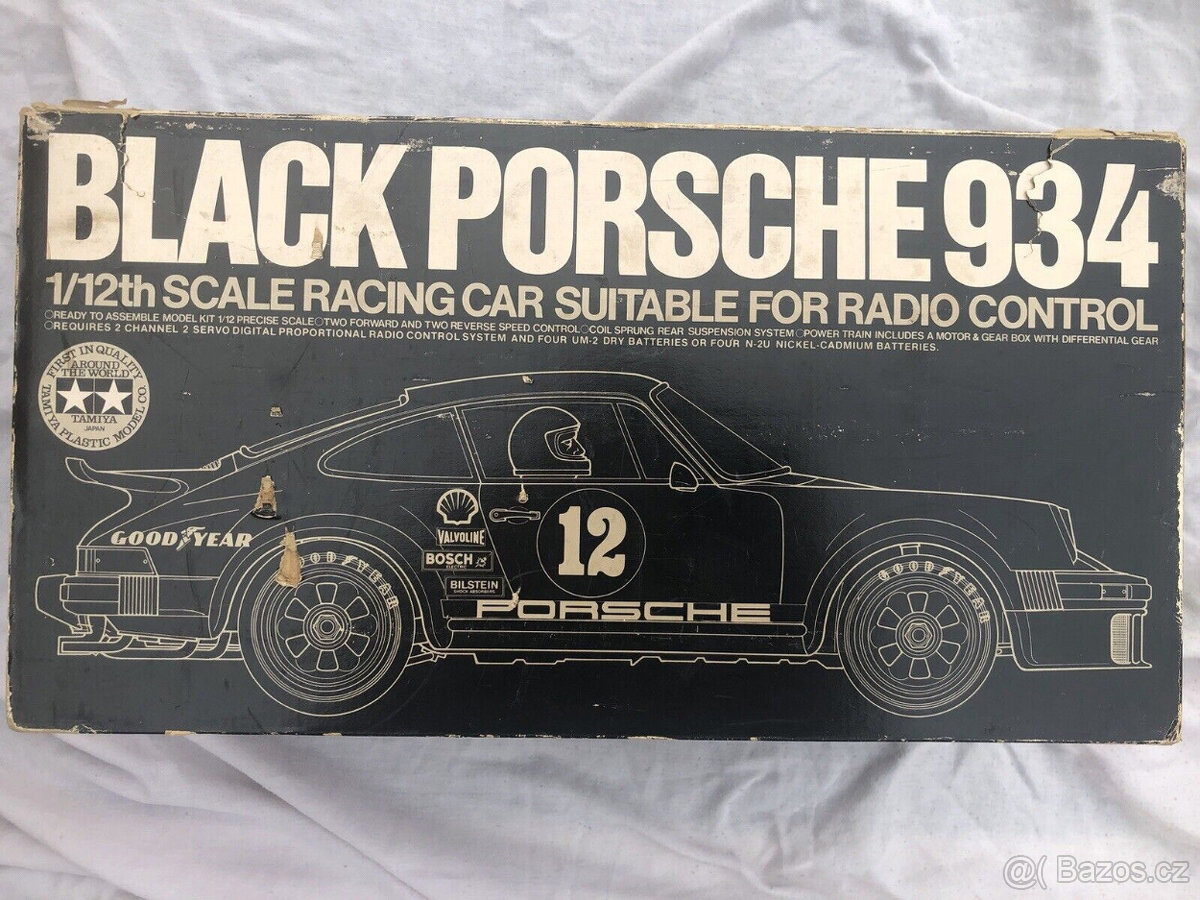 BLACK PORSCHE 934
1/12th SCALE RACING CAR SUITABLE FOR RADIO CONTROL
○READY TO ASSEMBLE MODEL KIT 1/12 PRECISE SCALE○TWO FORWARD AND TWO REVERSE SPEED CONTROL○COIL SPRUNG REAR SUSPENSION SYSTEM○POWER TRAIN INCLUDES A MOTOR & GEAR BOX WITH DIFFERENTIAL GEAR
○REQUIRES 2 CHANNEL 2 SERVO DIGITAL PROPORTIONAL RADIO CONTROL SYSTEM AND FOUR UM-2 DRY BATTERIES OR FOUR N-2U NICKEL-CADMIUM BATTERIES.
FIRST IN QUALITY
AROUND
THE WORLD
TAMIYA
JAPAN
TAMIYA PLASTIC MODEL CO.
GOODYEAR
VALVOLINE
BOSCH
ELECTRIC
BILSTEIN
SHOCK ABSORBERS
12
PORSCHE
GOODYEAR
GOODYEAR
@( Bazos.cz